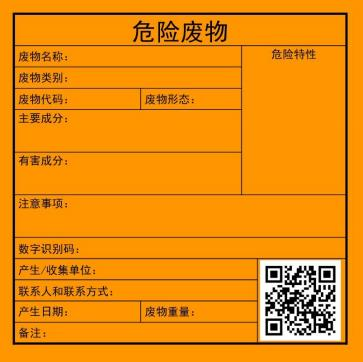 危险废物
废物名称：
危险特性
废物类别：
废物代码：
废物形态：
主要成分：
有害成分：
注意事项：
数字识别码：
产生/收集单位：
联系人和联系方式：
产生日期：
废物重量：
备注：